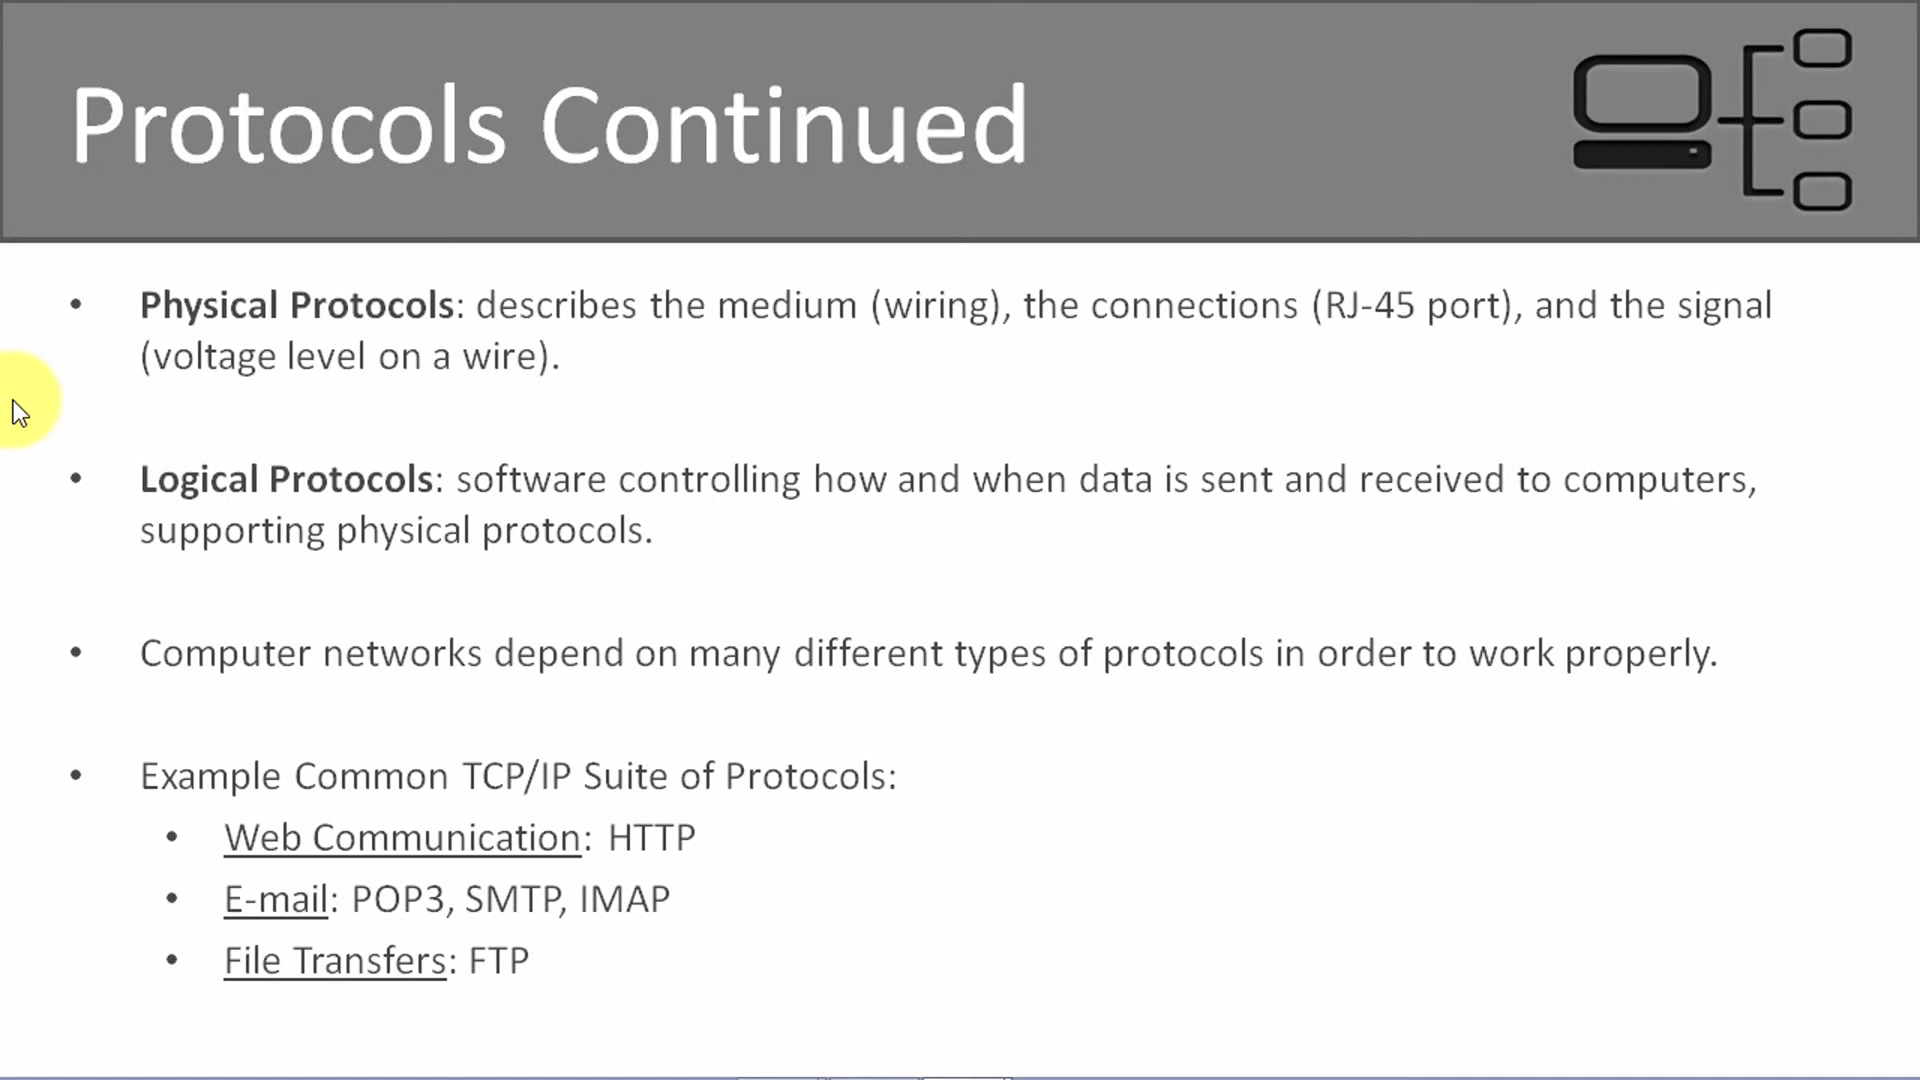 Protocols Continued
• Physical Protocols: describes the medium (wiring), the connections (RJ-45 port), and the signal
(voltage level on a wire).
• Logical Protocols: software controlling how and when data is sent and received to computers,
supporting physical protocols.
• Computer networks depend on many different types of protocols in order to work properly.
• Example Common TCP/IP Suite of Protocols:
• Web Communication: HTTP
• E-mail: POP3, SMTP, IMAP
• File Transfers: FTP